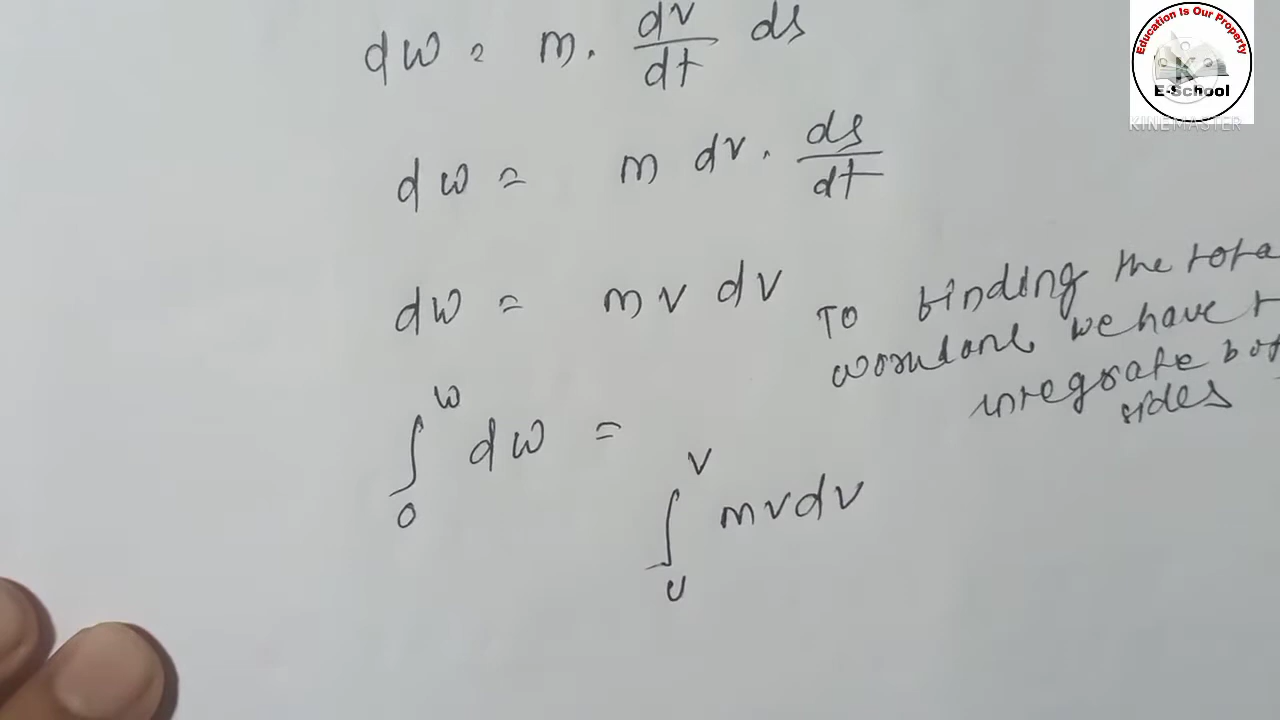 Education Is Our Property
K
E-School
KINEMASTER
dw = m. dv/dt ds
dw = m dv. ds/dt
dw = mv dv
To finding the tota
workdone we have t
integrate bot
sides
∫₀ᵂ dw =
∫ᵤⱽ mvdv